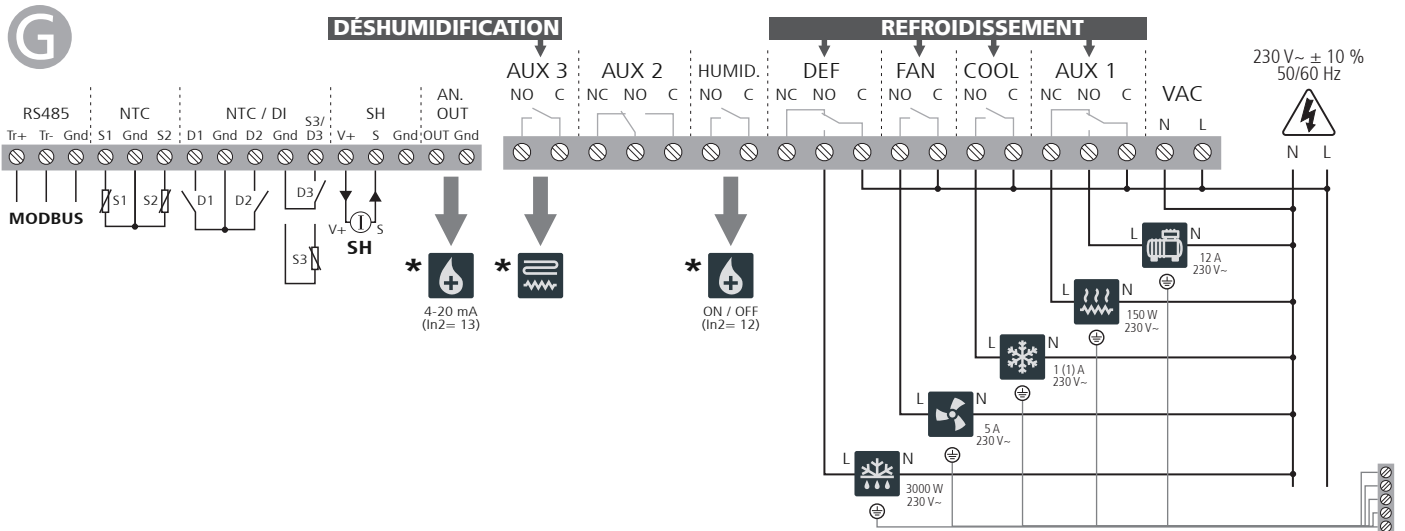 G
DÉSHUMIDIFICATION
REFROIDISSEMENT
RS485
NTC
NTC / DI
SH
AN. OUT
AUX 3
AUX 2
HUMID.
DEF
FAN
COOL
AUX 1
VAC
230 V~ ± 10 %
50/60 Hz
Tr+ Tr- Gnd
S1 Gnd S2
D1 Gnd D2 Gnd S3/D3
V+ S Gnd
OUT Gnd
NO C
NC NO C
NO C
NC NO C
NO C
NO C
NC NO C
N L
N L
MODBUS
S1
S2
D1
D2
D3
S3
V+ S
SH
*
4-20 mA
(In2= 13)
*
*
ON / OFF
(In2= 12)
L N
12 A
230 V~
L N
150 W
230 V~
L N
1 (1) A
230 V~
L N
5 A
230 V~
L N
3000 W
230 V~